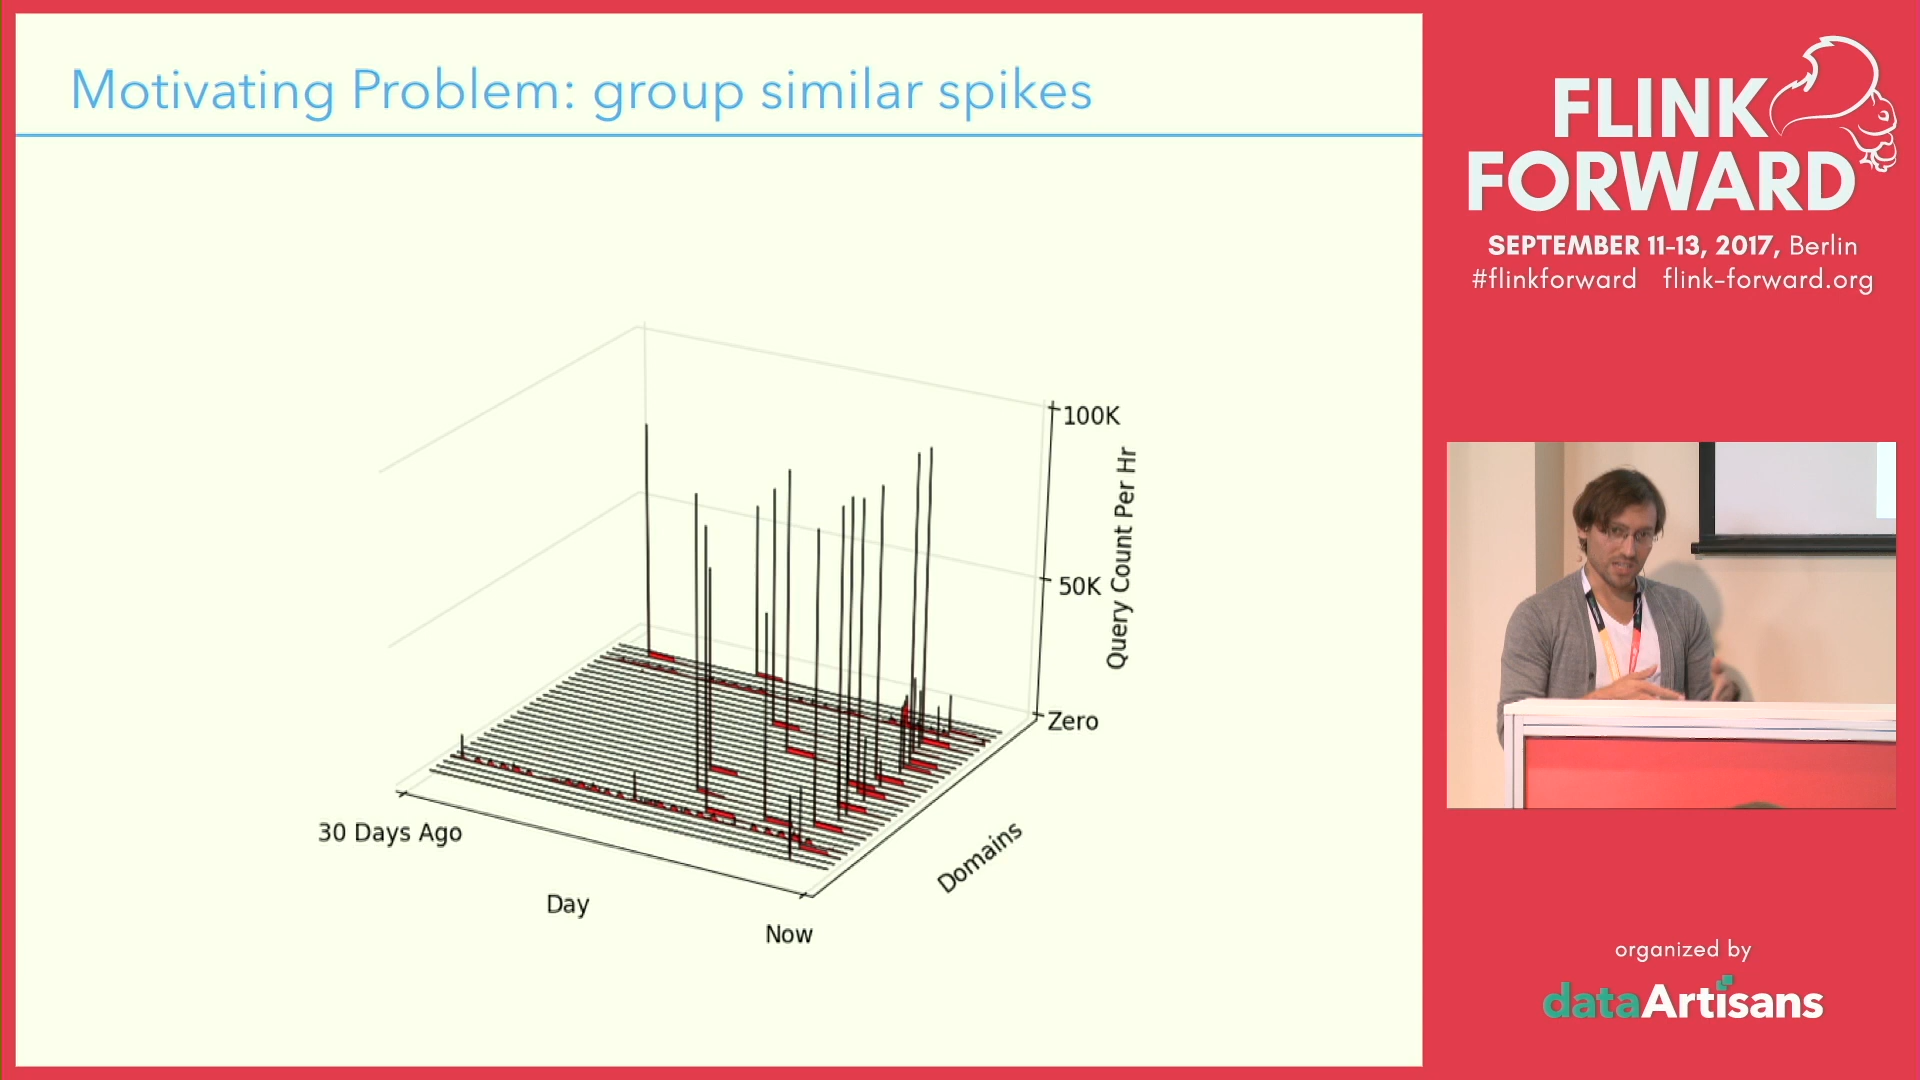 Motivating Problem: group similar spikes
100K
50K
Zero
Query Count Per Hr
Domains
30 Days Ago
Day
Now
FLINK
FORWARD
SEPTEMBER 11-13, 2017, Berlin
#flinkforward flink-forward.org
organized by
dataArtisans